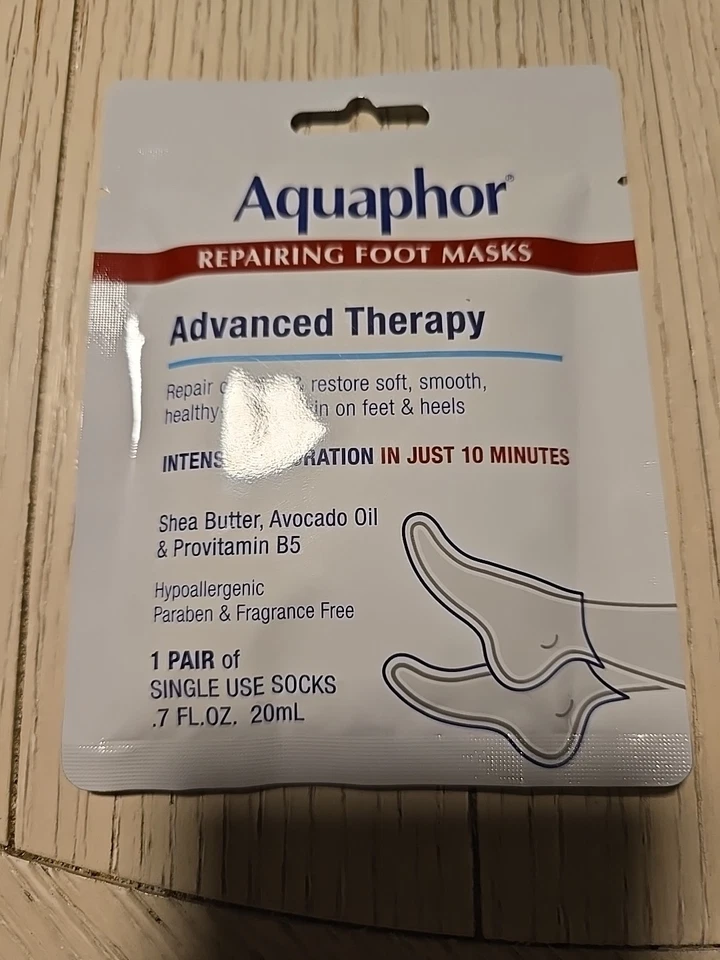 Aquaphor®
REPAIRING FOOT MASKS
Advanced Therapy
Repair restore soft, smooth,
on feet & heels
IN JUST 10 MINUTES
Shea Butter, Avocado Oil
& Provitamin B5
Hypoallergenic
Paraben & Fragrance Free
1 PAIR of
SINGLE USE SOCKS
.7 FL.OZ. 20mL